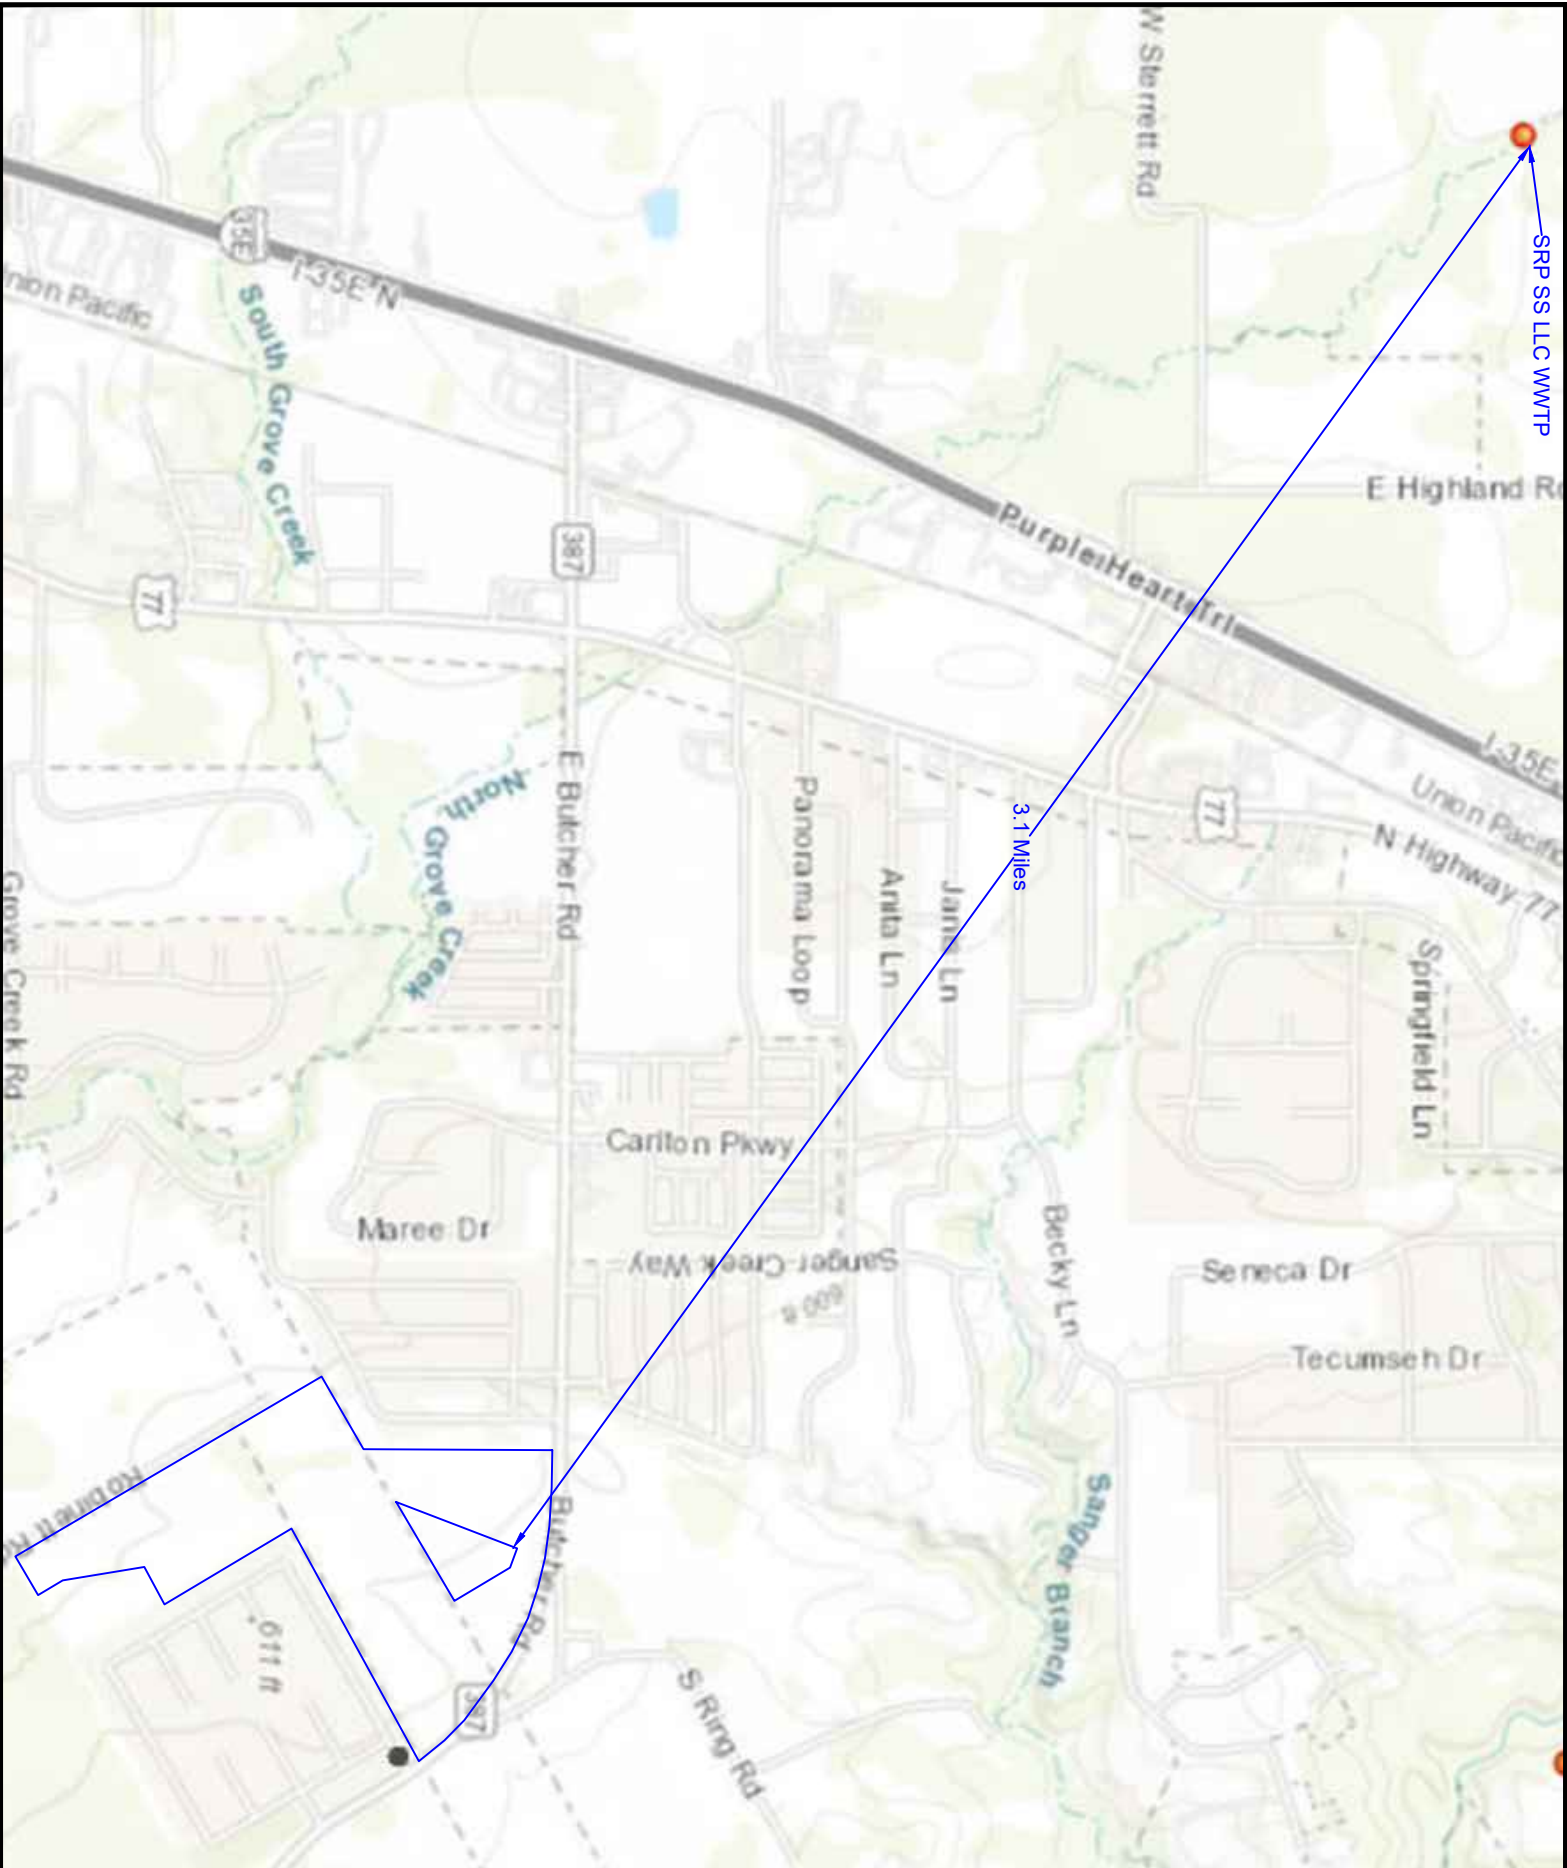 W Sterrett Rd
SRP SS LLC WWTP
35E
I-35E N
Union Pacific
South Grove Creek
E Highland Rd
Purple Heart Trl
387
77
I-35E
Union Pacific
77
N Highway 77
North Grove Creek
E Butcher Rd
Panorama Loop
Anita Ln
Jana Ln
3.1 Miles
Springfield Ln
Grove Creek Rd
Carlton Pkwy
Maree Dr
Sanger Creek Way
Becky Ln
Seneca Dr
Tecumseh Dr
Robinett Rd
Butcher Rd
Sanger Branch
611 ft
387
S Ring Rd